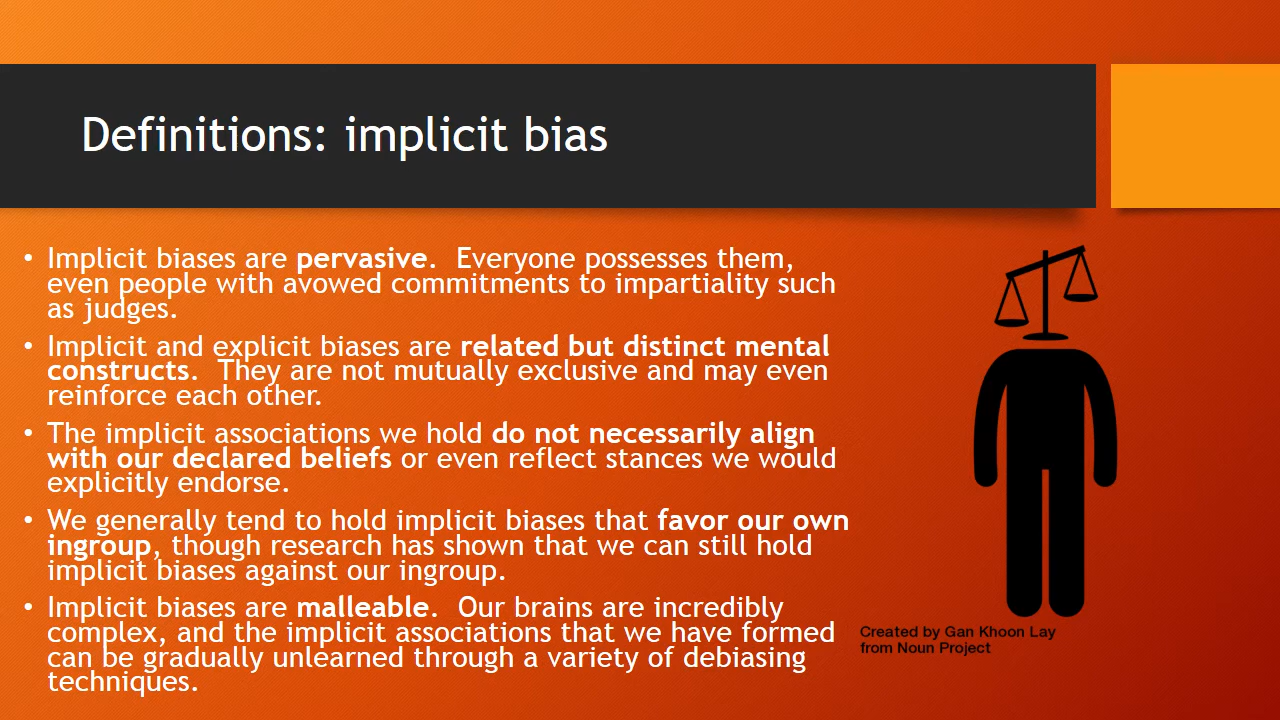 Definitions: implicit bias
• Implicit biases are pervasive.  Everyone possesses them,
even people with avowed commitments to impartiality such
as judges.
• Implicit and explicit biases are related but distinct mental
constructs.  They are not mutually exclusive and may even
reinforce each other.
• The implicit associations we hold do not necessarily align
with our declared beliefs or even reflect stances we would
explicitly endorse.
• We generally tend to hold implicit biases that favor our own
ingroup, though research has shown that we can still hold
implicit biases against our ingroup.
• Implicit biases are malleable.  Our brains are incredibly
complex, and the implicit associations that we have formed
can be gradually unlearned through a variety of debiasing
techniques.
Created by Gan Khoon Lay
from Noun Project